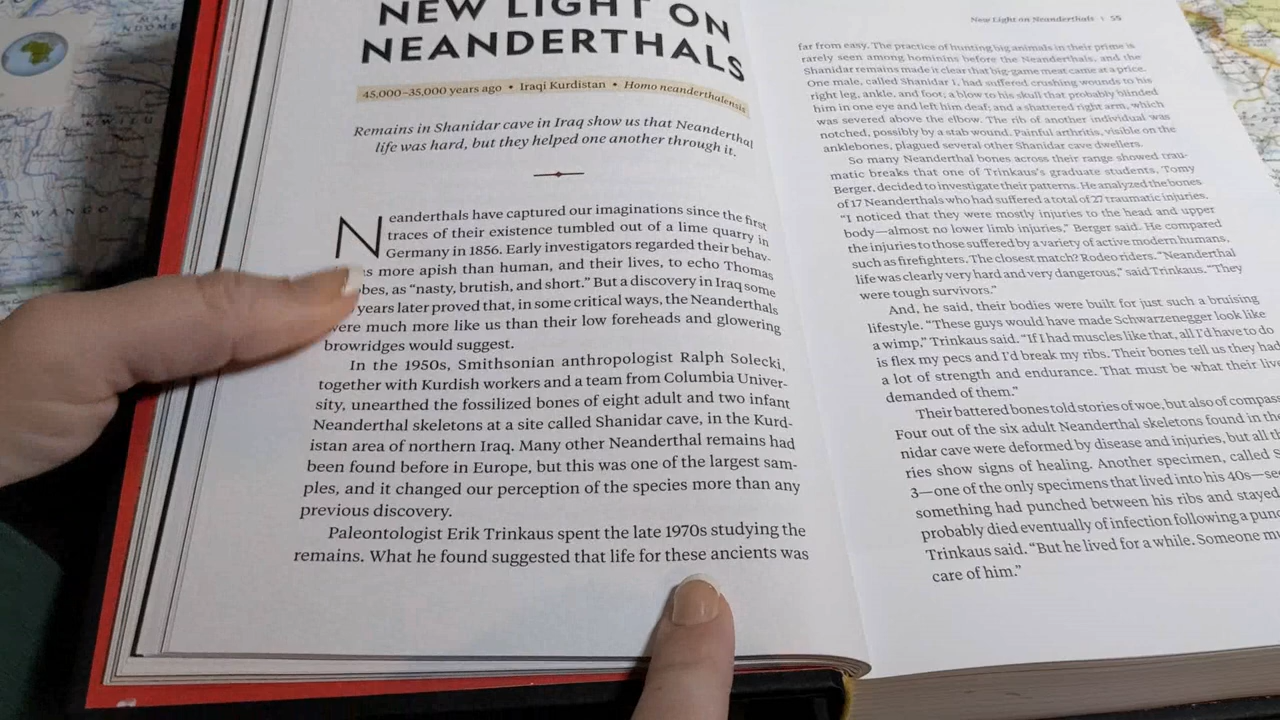 NEW LIGHT ON
NEANDERTHALS
45,000–35,000 years ago • Iraqi Kurdistan • Homo neanderthalensis
Remains in Shanidar cave in Iraq show us that Neanderthal
life was hard, but they helped one another through it.
Neanderthals have captured our imaginations since the first
traces of their existence tumbled out of a lime quarry in
Germany in 1856. Early investigators regarded their behav-
more apish than human, and their lives, to echo Thomas
as “nasty, brutish, and short.” But a discovery in Iraq some
years later proved that, in some critical ways, the Neanderthals
were much more like us than their low foreheads and glowering
browridges would suggest.
In the 1950s, Smithsonian anthropologist Ralph Solecki,
together with Kurdish workers and a team from Columbia Univer-
sity, unearthed the fossilized bones of eight adult and two infant
Neanderthal skeletons at a site called Shanidar cave, in the Kurd-
istan area of northern Iraq. Many other Neanderthal remains had
been found before in Europe, but this was one of the largest sam-
ples, and it changed our perception of the species more than any
previous discovery.
Paleontologist Erik Trinkaus spent the late 1970s studying the
remains. What he found suggested that life for these ancients was
New Light on Neanderthals | 55
far from easy. The practice of hunting big animals in their prime is
rarely seen among hominins before the Neanderthals, and the
Shanidar remains made it clear that big-game meat came at a price.
One male, called Shanidar 1, had suffered crushing wounds to his
right leg, ankle, and foot; a blow to his skull that probably blinded
him in one eye and left him deaf; and a shattered right arm, which
was severed above the elbow. The rib of another individual was
notched, possibly by a stab wound. Painful arthritis, visible on the
anklebones, plagued several other Shanidar cave dwellers.
So many Neanderthal bones across their range showed trau-
matic breaks that one of Trinkaus’s graduate students, Tomy
Berger, decided to investigate their patterns. He analyzed the bones
of 17 Neanderthals who had suffered a total of 27 traumatic injuries.
“I noticed that they were mostly injuries to the head and upper
body—almost no lower limb injuries,” Berger said. He compared
the injuries to those suffered by a variety of active modern humans,
such as firefighters. The closest match? Rodeo riders. “Neanderthal
life was clearly very hard and very dangerous,” said Trinkaus. “They
were tough survivors.”
And, he said, their bodies were built for just such a bruising
lifestyle. “These guys would have made Schwarzenegger look like
a wimp,” Trinkaus said. “If I had muscles like that, all I’d have to do
is flex my pecs and I’d break my ribs. Their bones tell us they had
a lot of strength and endurance. That must be what their
demanded of them.”
Their battered bones told stories of woe, but also of
Four out of the six adult Neanderthal skeletons found in the
nidar cave were deformed by disease and injuries, but all
ries show signs of healing. Another specimen, called
3—one of the only specimens that lived into his 40s—
something had punched between his ribs and stayed
probably died eventually of infection following a
Trinkaus said. “But he lived for a while. Someone
care of him.”